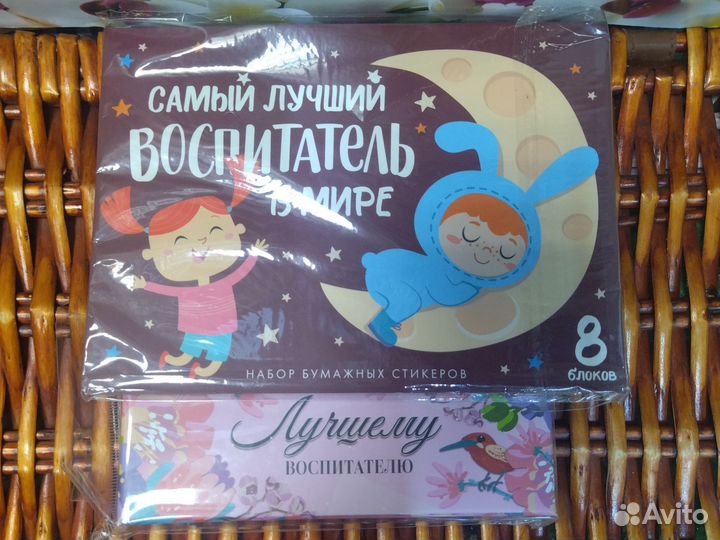 САМЫЙ ЛУЧШИЙ
ВОСПИТАТЕЛЬ
В МИРЕ
8
блоков
НАБОР БУМАЖНЫХ СТИКЕРОВ
Лучшему
ВОСПИТАТЕЛЮ
Avito